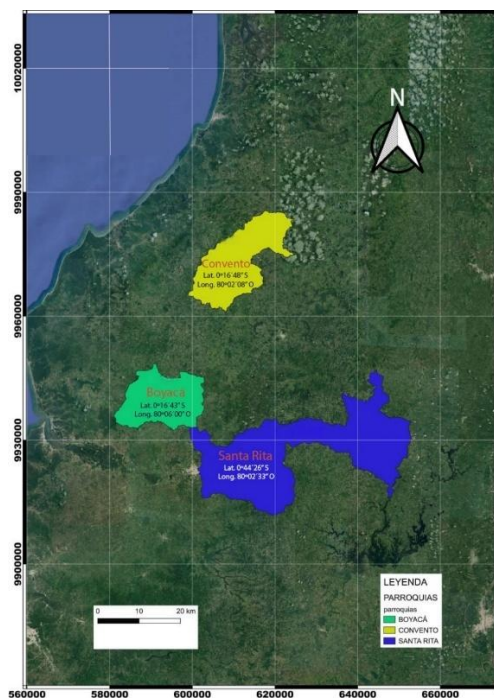 10020000
N
9990000
Convento
Lat. 0°16´48" S
Long. 80°02´08" O
9960000
Boyacá
Lat. 0°16´43" S
Long. 80°06´00" O
9930000
Santa Rita
Lat. 0°44´26" S
Long. 80°02´33" O
9900000
LEYENDA
PARROQUIAS
parroquias
BOYACÁ
CONVENTO
SANTA RITA
0 10 20 km
560000 580000 600000 620000 640000 660000